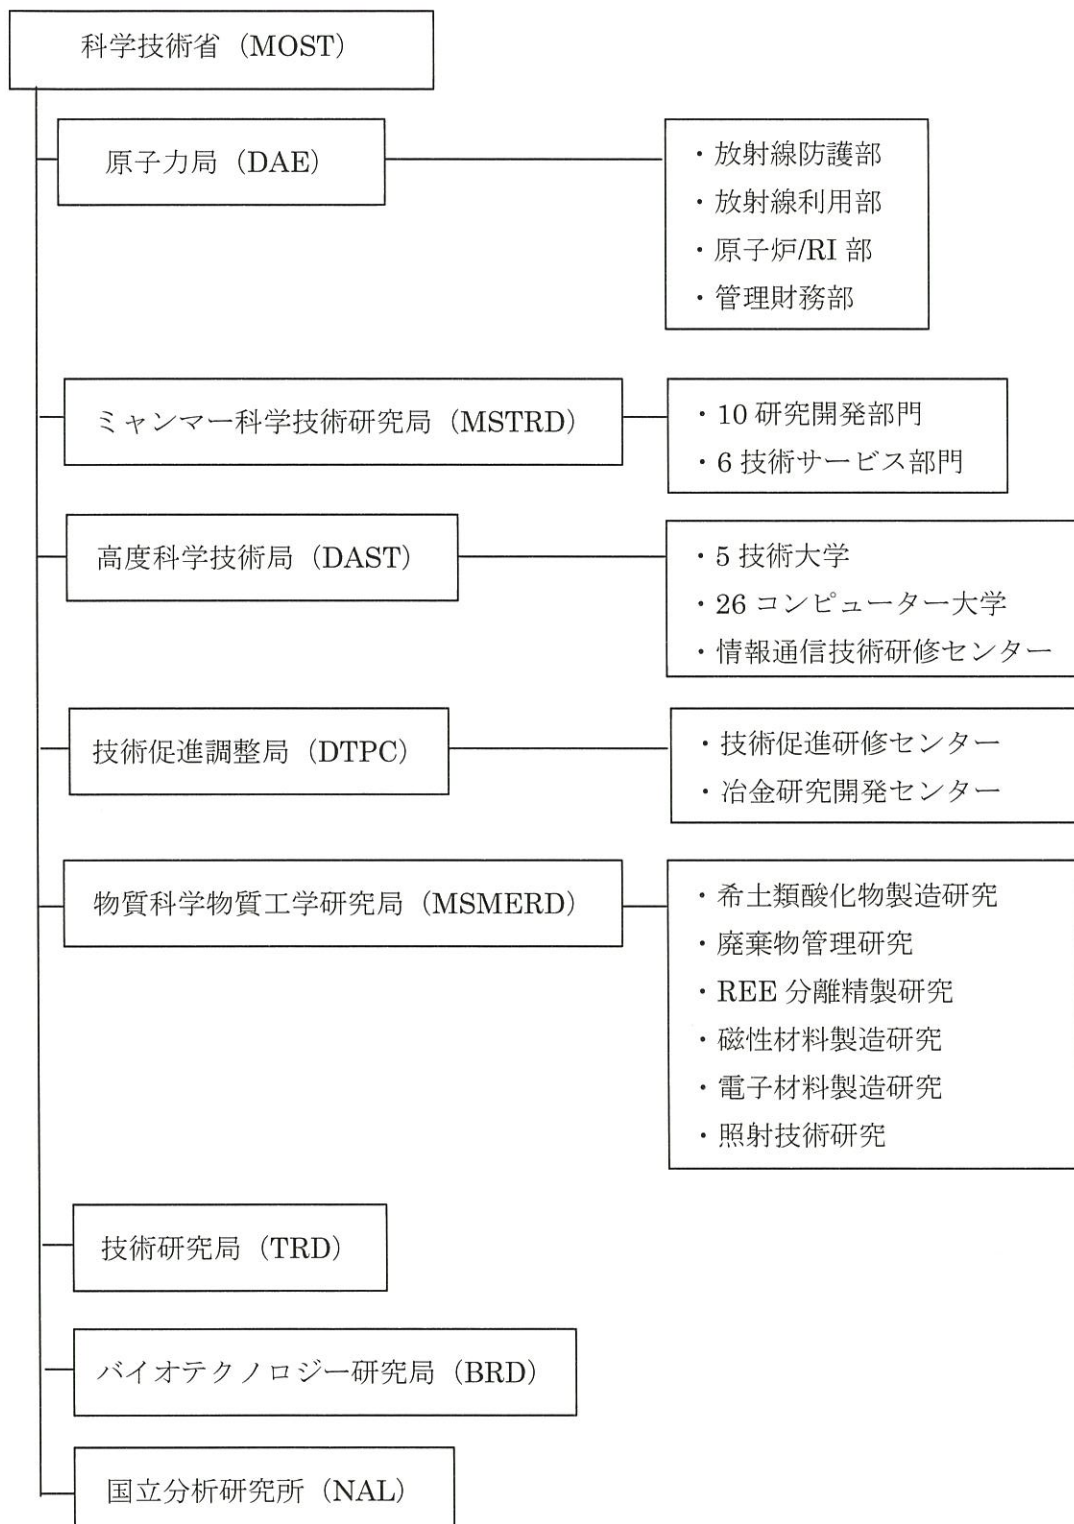 科学技術省（MOST）
原子力局（DAE）
・放射線防護部
・放射線利用部
・原子炉/RI 部
・管理財務部
ミャンマー科学技術研究局（MSTRD）
・10 研究開発部門
・6 技術サービス部門
高度科学技術局（DAST）
・5 技術大学
・26 コンピューター大学
・情報通信技術研修センター
技術促進調整局（DTPC）
・技術促進研修センター
・冶金研究開発センター
物質科学物質工学研究局（MSMERD）
・希土類酸化物製造研究
・廃棄物管理研究
・REE 分離精製研究
・磁性材料製造研究
・電子材料製造研究
・照射技術研究
技術研究局（TRD）
バイオテクノロジー研究局（BRD）
国立分析研究所（NAL）